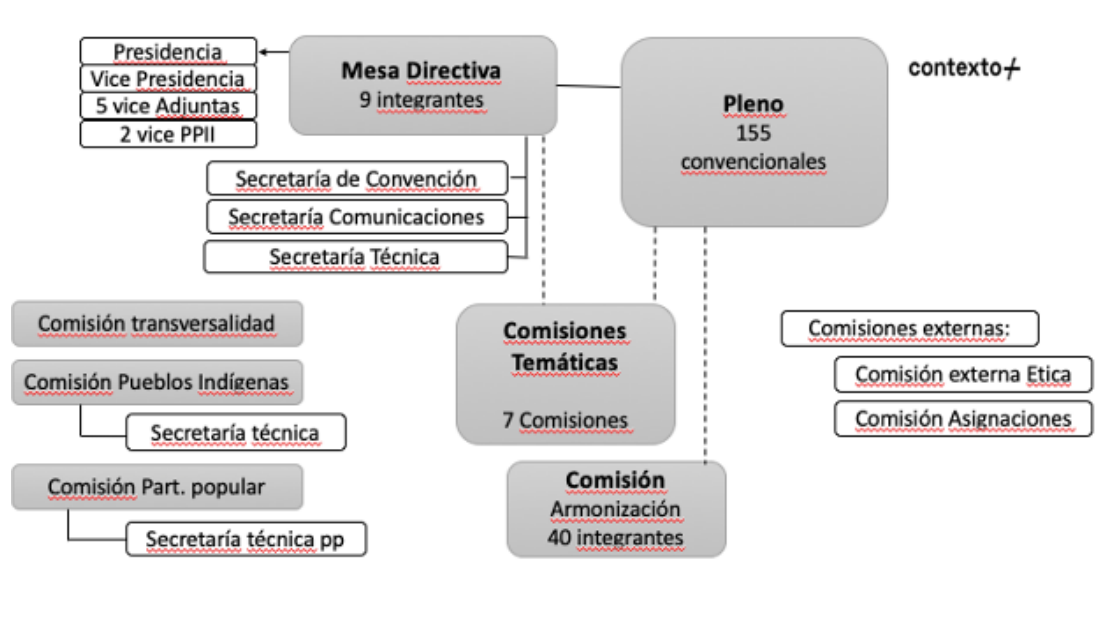 Presidencia
Vice Presidencia
5 vice Adjuntas
2 vice PPII
Mesa Directiva
9 integrantes
Pleno
155
convencionales
contexto+
Secretaría de Convención
Secretaría Comunicaciones
Secretaría Técnica
Comisión transversalidad
Comisión Pueblos Indígenas
Secretaría técnica
Comisión Part. popular
Secretaría técnica pp
Comisiones
Temáticas
7 Comisiones
Comisión
Armonización
40 integrantes
Comisiones externas:
Comisión externa Etica
Comisión Asignaciones